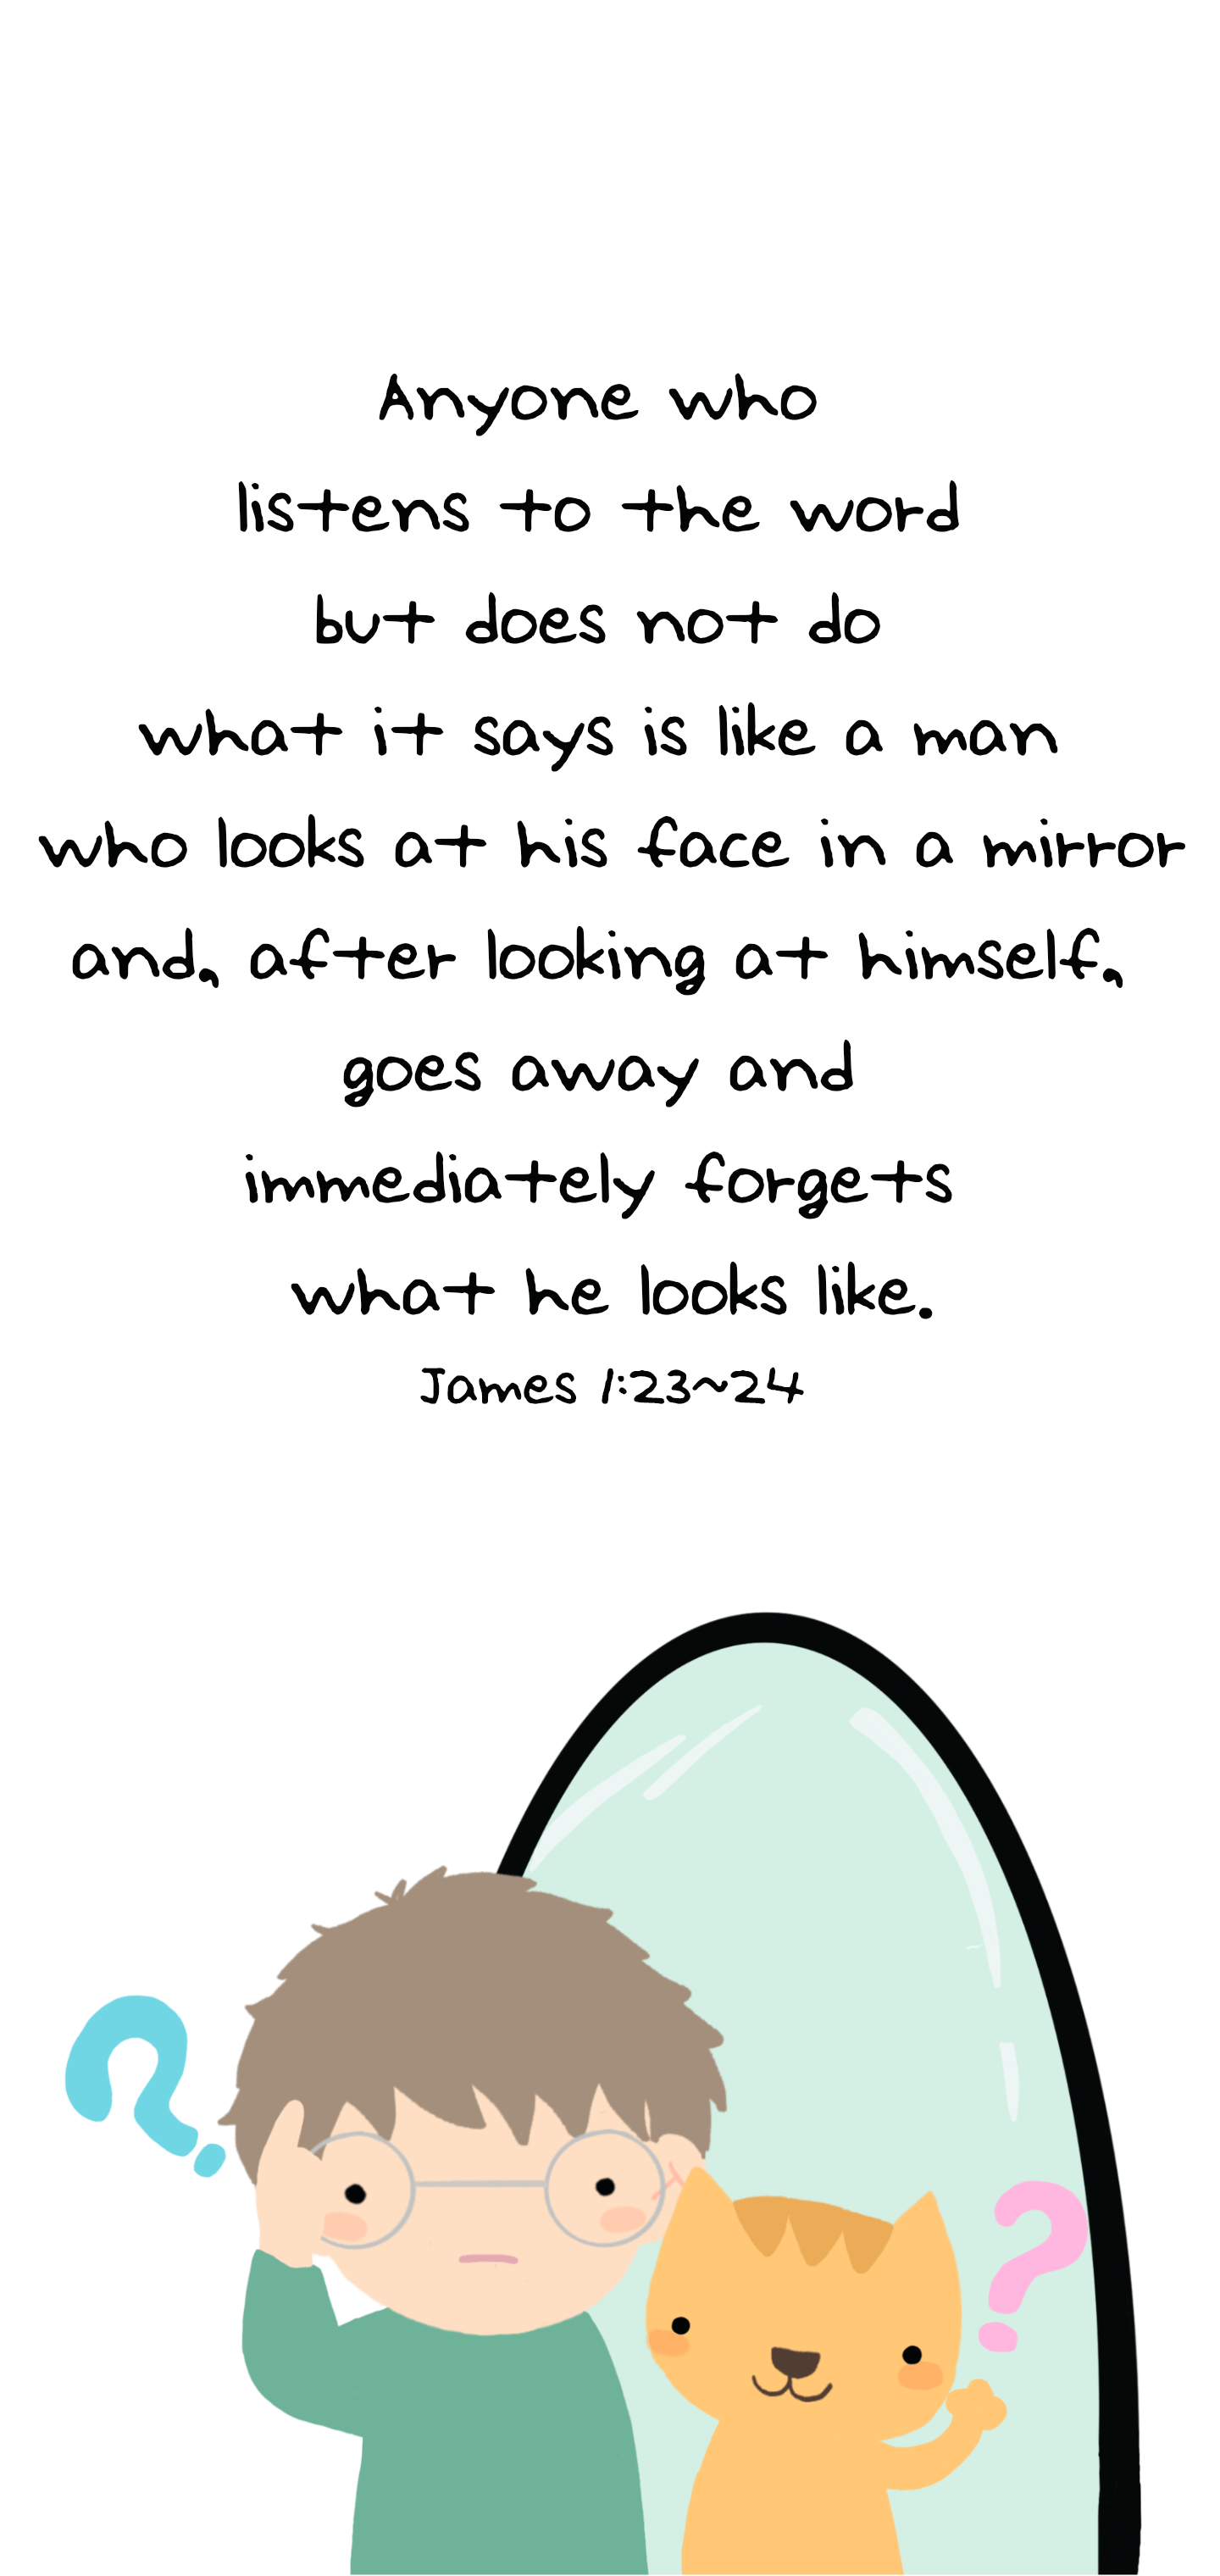 Anyone who
listens to the word
but does not do
what it says is like a man
who looks at his face in a mirror
and, after looking at himself,
goes away and
immediately forgets
what he looks like.
James 1:23~24
?
?